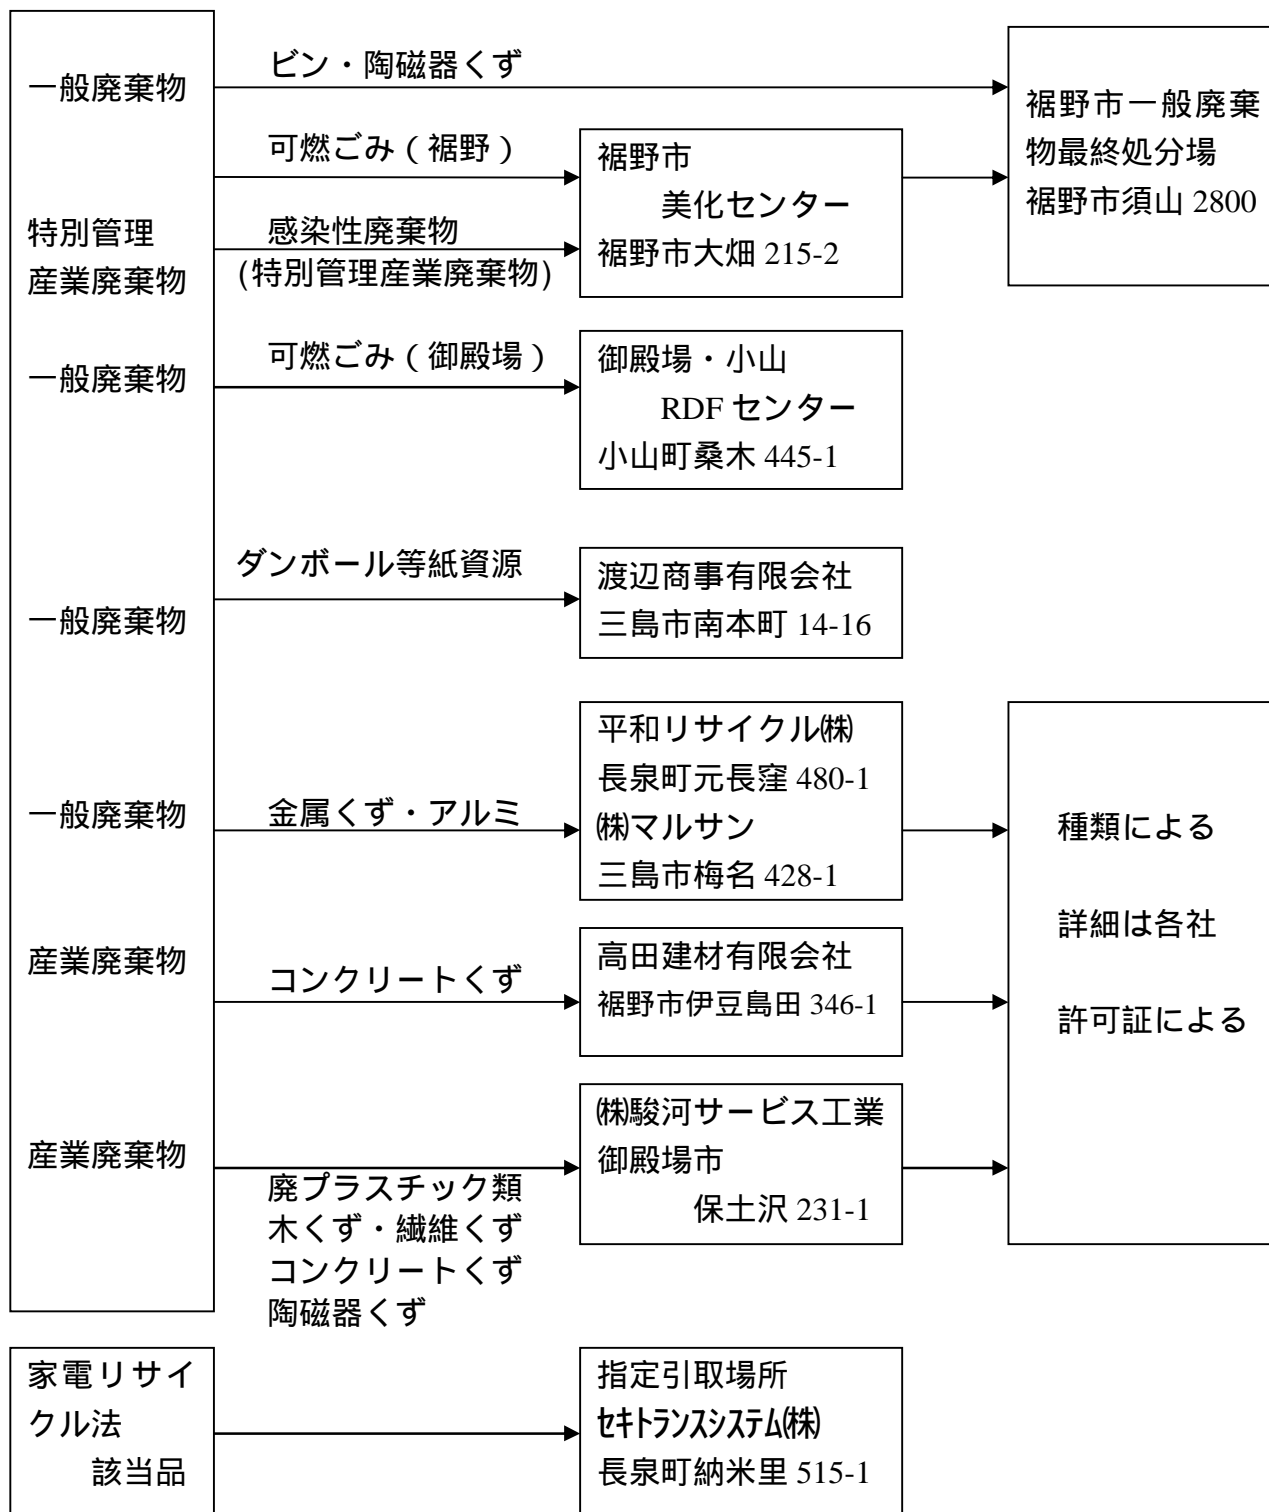 一般廃棄物
ビン・陶磁器くず
裾野市一般廃棄
物最終処分場
裾野市須山 2800
可燃ごみ（裾野）
裾野市
美化センター
裾野市大畑 215-2
特別管理
産業廃棄物
感染性廃棄物
(特別管理産業廃棄物)
一般廃棄物
可燃ごみ（御殿場）
御殿場・小山
RDF センター
小山町桑木 445-1
一般廃棄物
ダンボール等紙資源
渡辺商事有限会社
三島市南本町 14-16
一般廃棄物
金属くず・アルミ
平和リサイクル㈱
長泉町元長窪 480-1
㈱マルサン
三島市梅名 428-1
種類による
詳細は各社
許可証による
産業廃棄物
コンクリートくず
高田建材有限会社
裾野市伊豆島田 346-1
産業廃棄物
廃プラスチック類
木くず・繊維くず
コンクリートくず
陶磁器くず
㈱駿河サービス工業
御殿場市
保土沢 231-1
家電リサイ
クル法
該当品
指定引取場所
ｾｷﾄﾗﾝｽｼｽﾃﾑ㈱
長泉町納米里 515-1